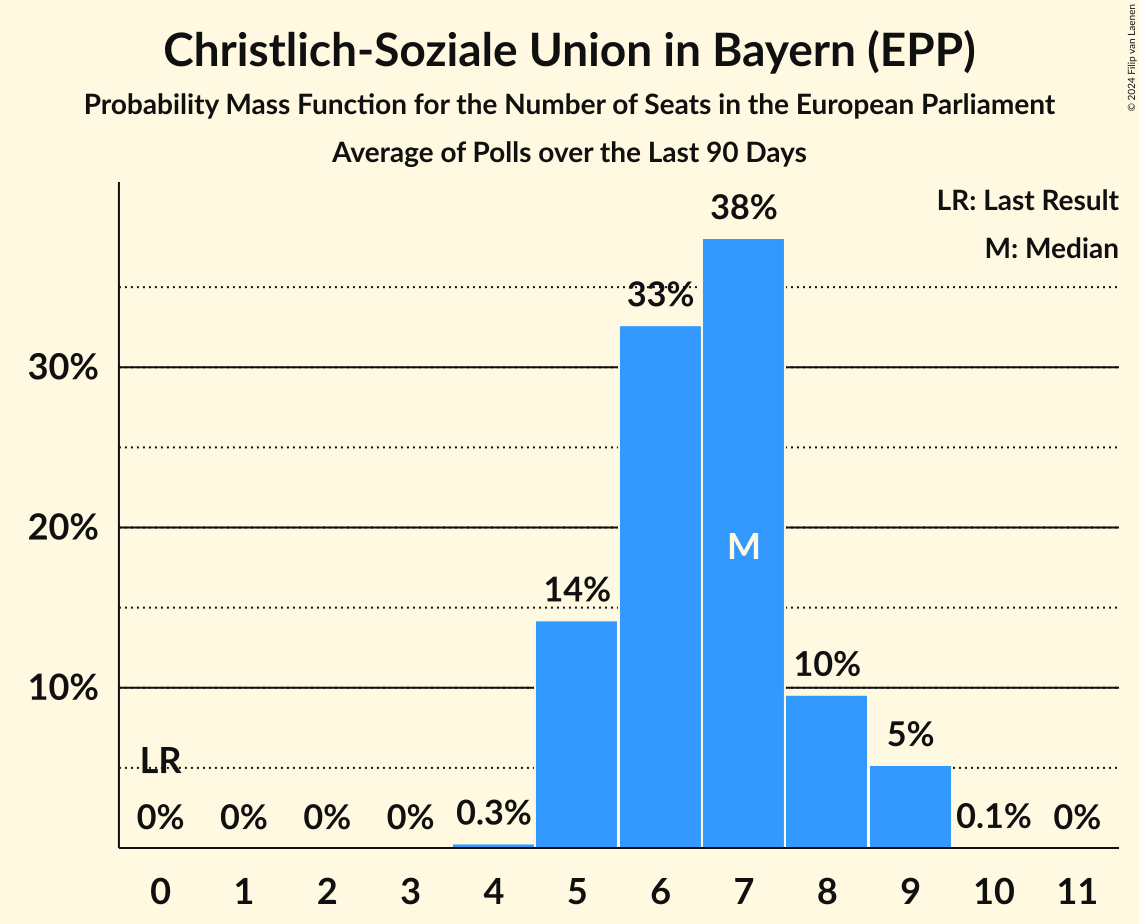 Christlich-Soziale Union in Bayern (EPP)
Probability Mass Function for the Number of Seats in the European Parliament
Average of Polls over the Last 90 Days
© 2024 Filip van Laenen
LR: Last Result
M: Median
38%
33%
30%
20%
M
14%
10%
10%
5%
LR
0% 0% 0% 0% 0.3% 0.1% 0%
0 1 2 3 4 5 6 7 8 9 10 11